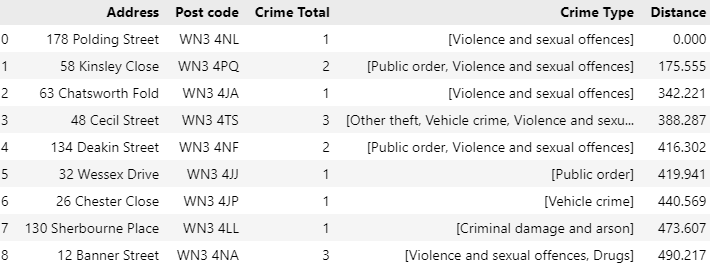 Address Post code Crime Total Crime Type Distance
0 178 Polding Street WN3 4NL 1 [Violence and sexual offences] 0.000
1 58 Kinsley Close WN3 4PQ 2 [Public order, Violence and sexual offences] 175.555
2 63 Chatsworth Fold WN3 4JA 1 [Violence and sexual offences] 342.221
3 48 Cecil Street WN3 4TS 3 [Other theft, Vehicle crime, Violence and sexu... 388.287
4 134 Deakin Street WN3 4NF 2 [Public order, Violence and sexual offences] 416.302
5 32 Wessex Drive WN3 4JJ 1 [Public order] 419.941
6 26 Chester Close WN3 4JP 1 [Vehicle crime] 440.569
7 130 Sherbourne Place WN3 4LL 1 [Criminal damage and arson] 473.607
8 12 Banner Street WN3 4NA 3 [Violence and sexual offences, Drugs] 490.217